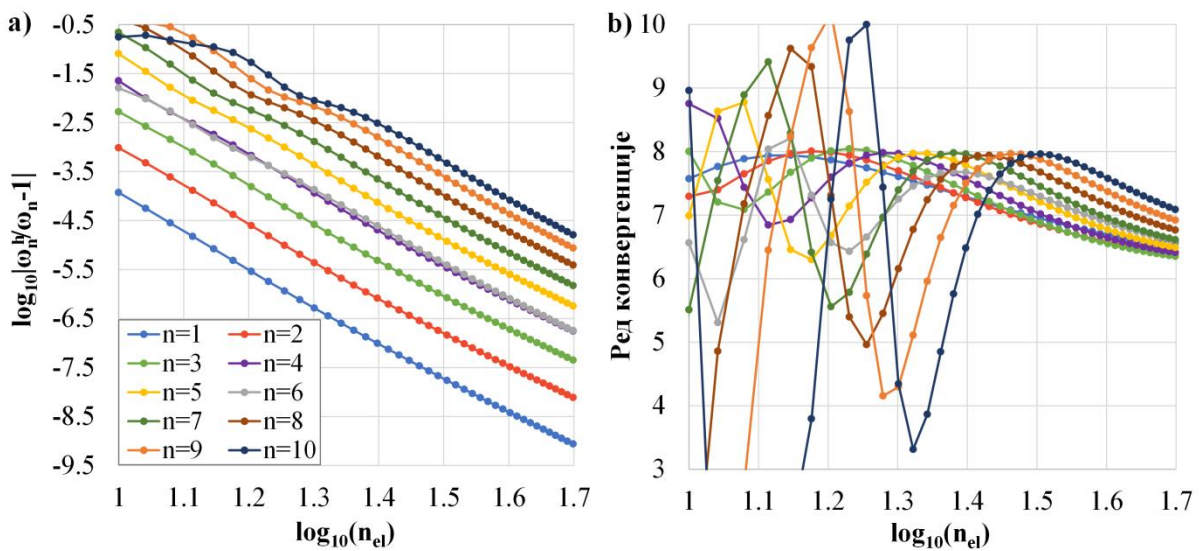 a)
log₁₀|ωₙʰ/ωₙ-1|
-0.5
-1.5
-2.5
-3.5
-4.5
-5.5
-6.5
-7.5
-8.5
-9.5
n=1 n=2
n=3 n=4
n=5 n=6
n=7 n=8
n=9 n=10
1 1.1 1.2 1.3 1.4 1.5 1.6 1.7
log₁₀(nₑₗ)
b)
Ред конвергенције
10
9
8
7
6
5
4
3
1 1.1 1.2 1.3 1.4 1.5 1.6 1.7
log₁₀(nₑₗ)